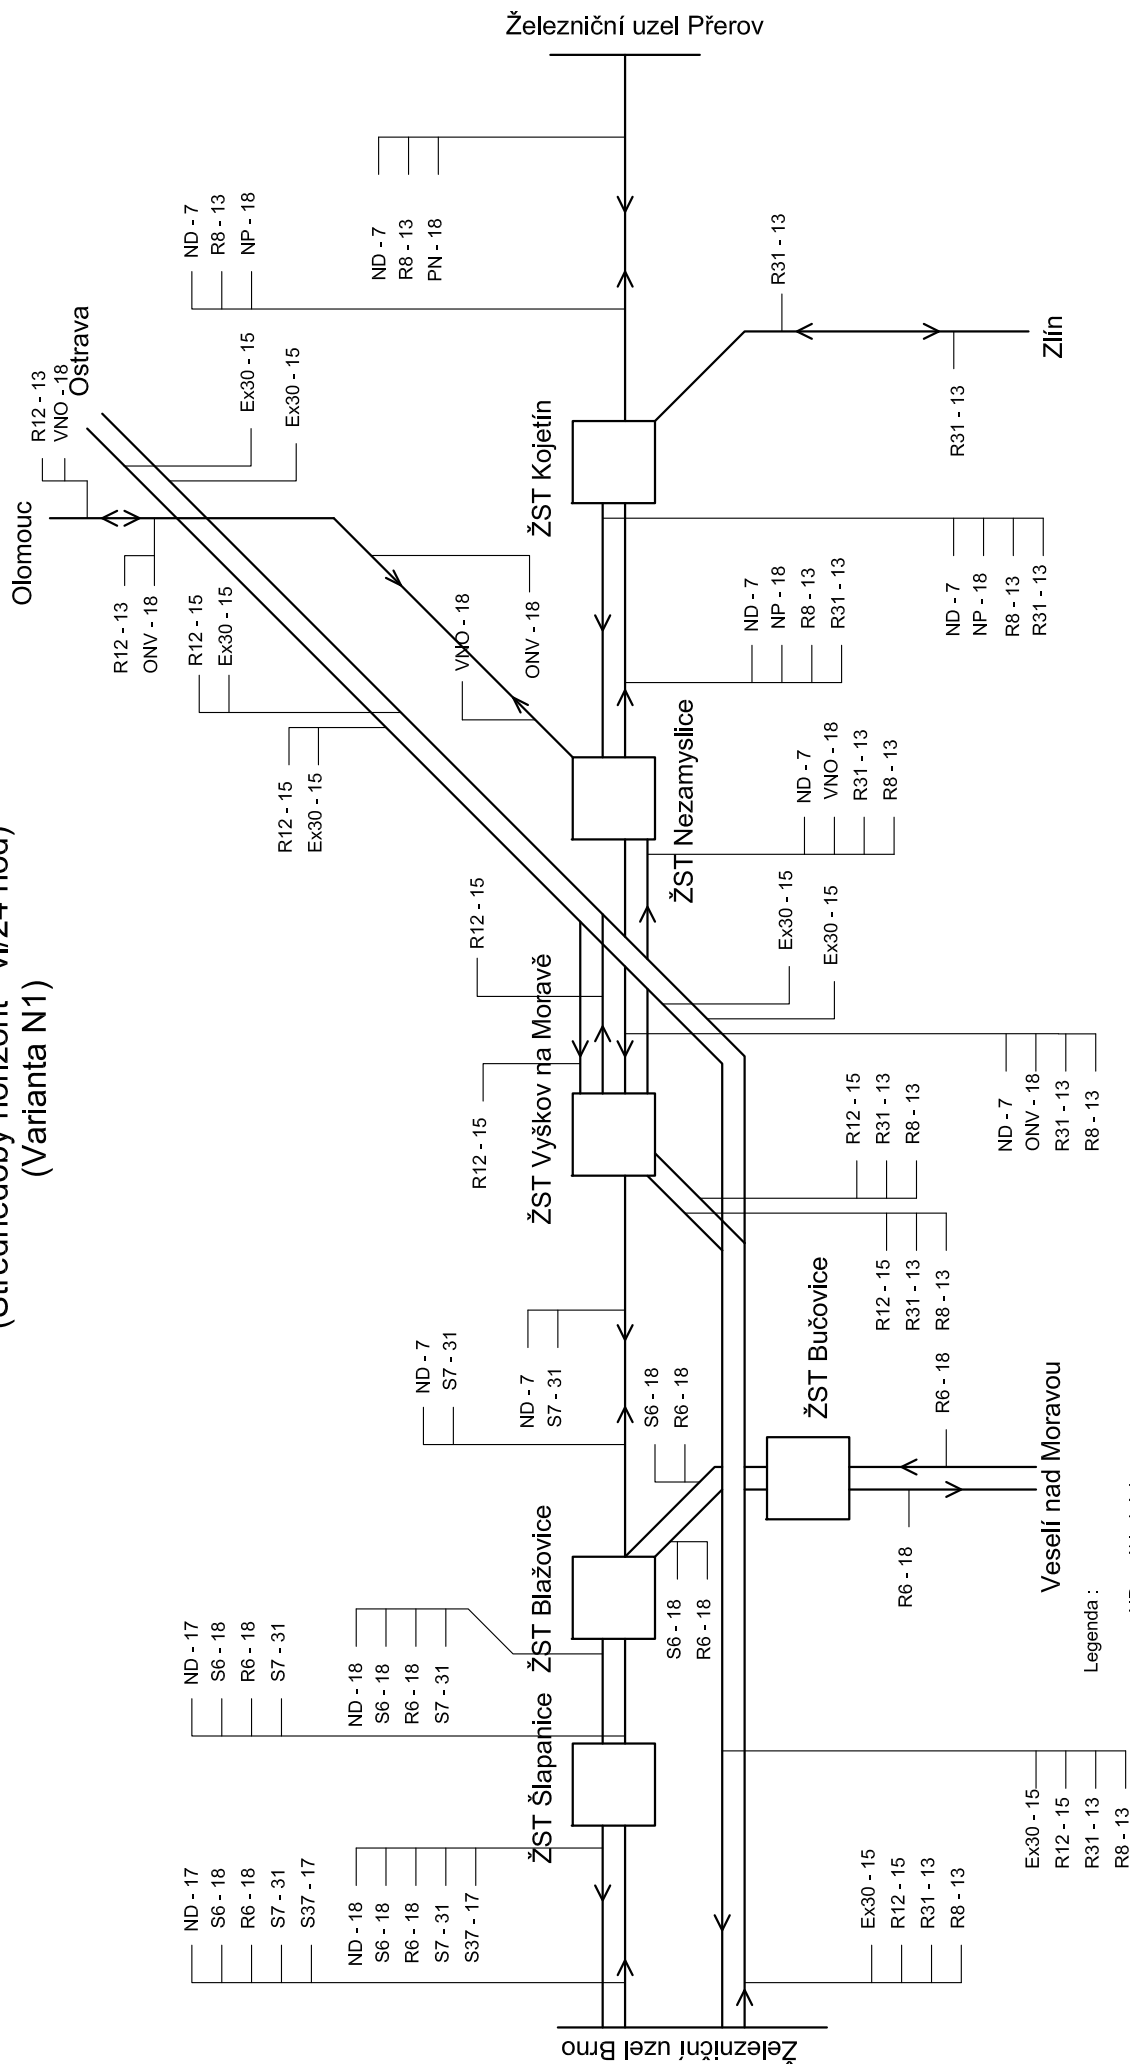 (Střednědobý horizont - vl/24 hod)
(Varianta N1)
Železniční uzel Přerov
ND - 7
R8 - 13
NP - 18
ND - 7
R8 - 13
PN - 18
Olomouc
R12 - 13
VNO - 18
Ostrava
Ex30 - 15
Ex30 - 15
R12 - 13
ONV - 18
R12 - 15
Ex30 - 15
R12 - 15
Ex30 - 15
VNO - 18
ONV - 18
ŽST Kojetín
R31 - 13
R31 - 13
Zlín
ND - 7
NP - 18
R8 - 13
R31 - 13
ND - 7
NP - 18
R8 - 13
R31 - 13
ŽST Nezamyslice
ND - 7
VNO - 18
R31 - 13
R8 - 13
R12 - 15
R12 - 15
ŽST Vyškov na Moravě
Ex30 - 15
Ex30 - 15
ND - 7
ONV - 18
R31 - 13
R8 - 13
R12 - 15
R31 - 13
R8 - 13
R12 - 15
R31 - 13
R8 - 13
ND - 7
S7 - 31
ND - 7
S7 - 31
S6 - 18
R6 - 18
ŽST Bučovice
R6 - 18
R6 - 18
Veselí nad Moravou
S6 - 18
R6 - 18
ŽST Blažovice
ND - 17
S6 - 18
R6 - 18
S7 - 31
ND - 18
S6 - 18
R6 - 18
S7 - 31
ŽST Šlapanice
ND - 17
S6 - 18
R6 - 18
S7 - 31
S37 - 17
ND - 18
S6 - 18
R6 - 18
S7 - 31
S37 - 17
Ex30 - 15
R12 - 15
R31 - 13
R8 - 13
Ex30 - 15
R12 - 15
R31 - 13
R8 - 13
Železniční uzel Brno
Legenda :